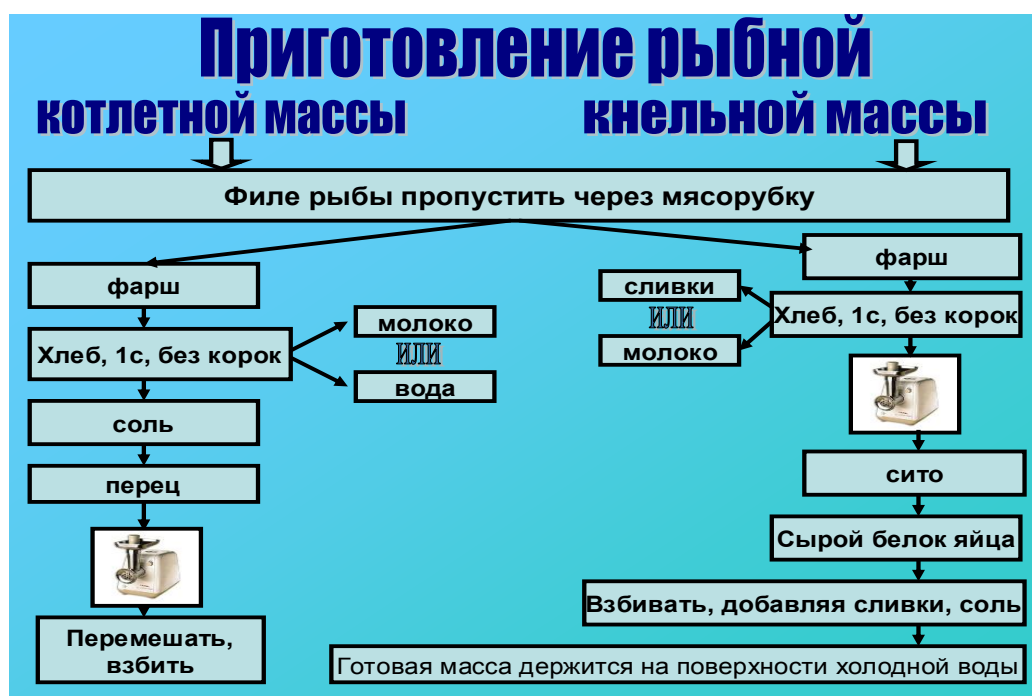 Приготовление рыбной
котлетной массы
кнельной массы
Филе рыбы пропустить через мясорубку
фарш
Хлеб, 1с, без корок
молоко
ИЛИ
вода
соль
перец
Перемешать,
взбить
фарш
Хлеб, 1с, без корок
сливки
ИЛИ
молоко
сито
Сырой белок яйца
Взбивать, добавляя сливки, соль
Готовая масса держится на поверхности холодной воды